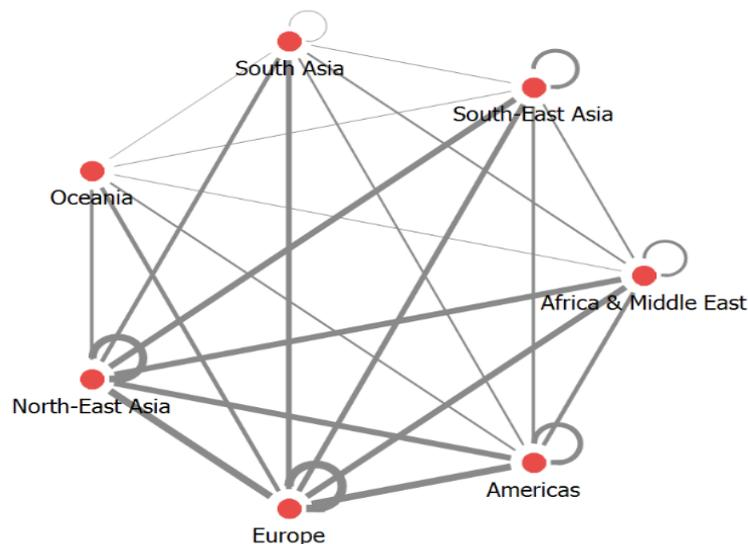 South Asia
South-East Asia
Oceania
Africa & Middle East
North-East Asia
Americas
Europe